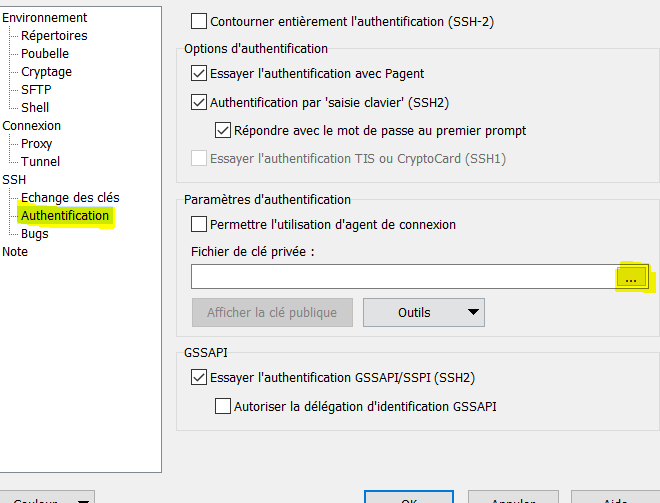 Environnement
Répertoires
Poubelle
Cryptage
SFTP
Shell
Connexion
Proxy
Tunnel
SSH
Echange des clés
Authentification
Bugs
Note
Contourner entièrement l'authentification (SSH-2)
Options d'authentification
Essayer l'authentification avec Pagent
Authentification par 'saisie clavier' (SSH2)
Répondre avec le mot de passe au premier prompt
Essayer l'authentification TIS ou CryptoCard (SSH1)
Paramètres d'authentification
Permettre l'utilisation d'agent de connexion
Fichier de clé privée :
...
Afficher la clé publique
Outils
GSSAPI
Essayer l'authentification GSSAPI/SSPI (SSH2)
Autoriser la délégation d'identification GSSAPI
Couleur
OK
Annuler
Aide